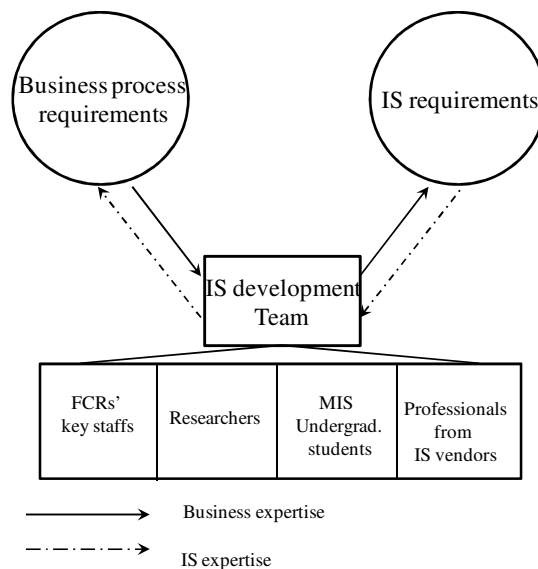 Business process
requirements
IS requirements
IS development
Team
FCRs'
key staffs
Researchers
MIS
Undergrad.
students
Professionals
from
IS vendors
Business expertise
IS expertise